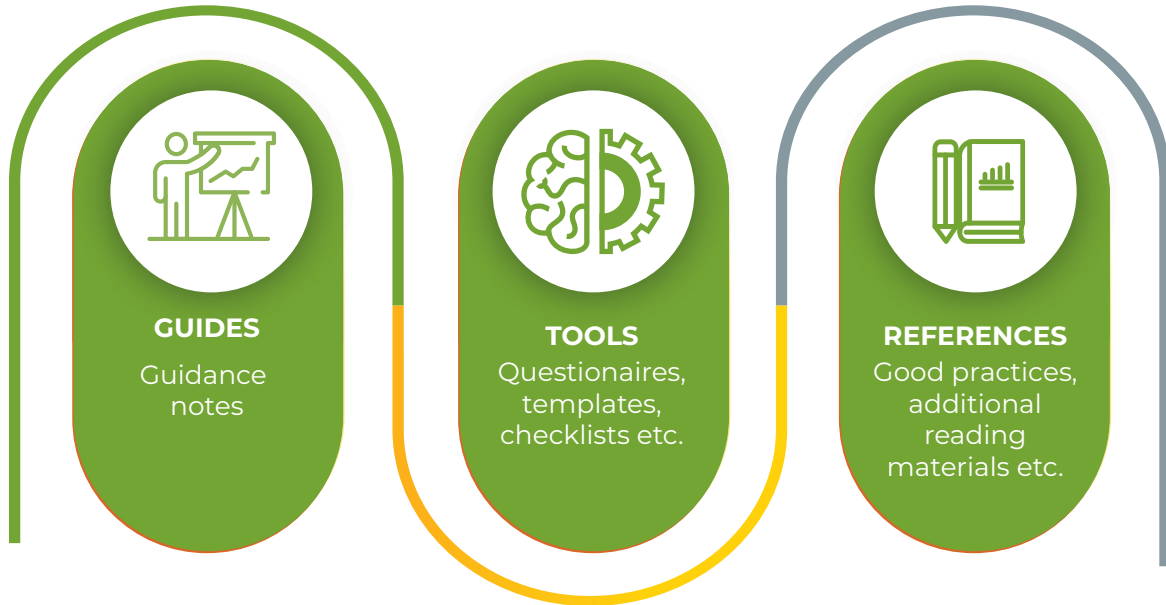 GUIDES
Guidance
notes
TOOLS
Questionaires,
templates,
checklists etc.
REFERENCES
Good practices,
additional
reading
materials etc.